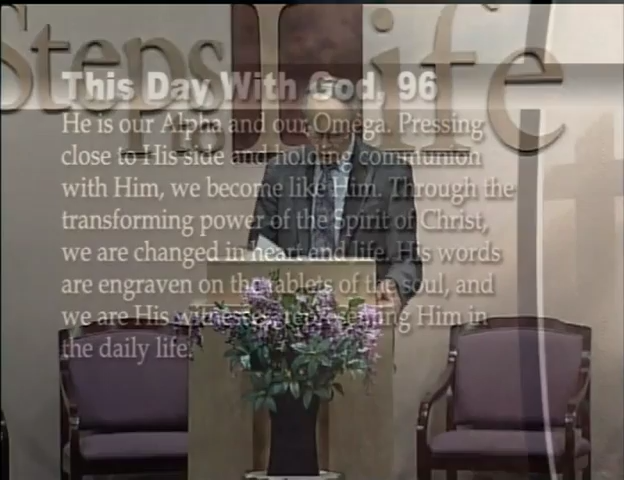 Steps Life
This Day With God, 96
He is our Alpha and our Omega. Pressing
close to His side and holding communion
with Him, we become like Him. Through the
transforming power of the Spirit of Christ,
we are changed in heart and life. His words
are engraven on the tablets of the soul, and
we are His witnesses, representing Him in
the daily life.